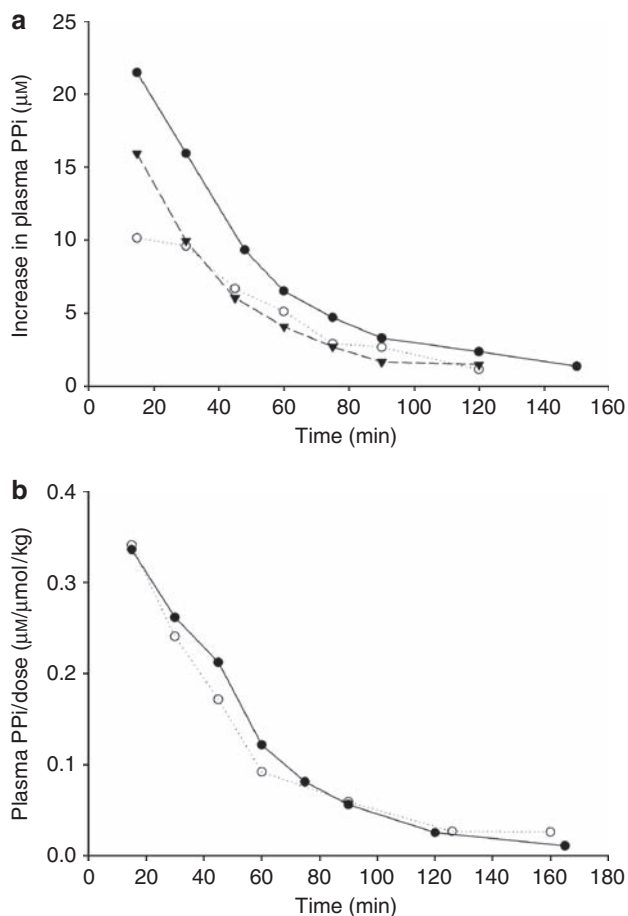 a
25
20
15
10
5
0
Increase in plasma PPi (μM)
0 20 40 60 80 100 120 140 160
Time (min)
b
0.4
0.3
0.2
0.1
0.0
Plasma PPi/dose (μM/μmol/kg)
0 20 40 60 80 100 120 140 160 180
Time (min)